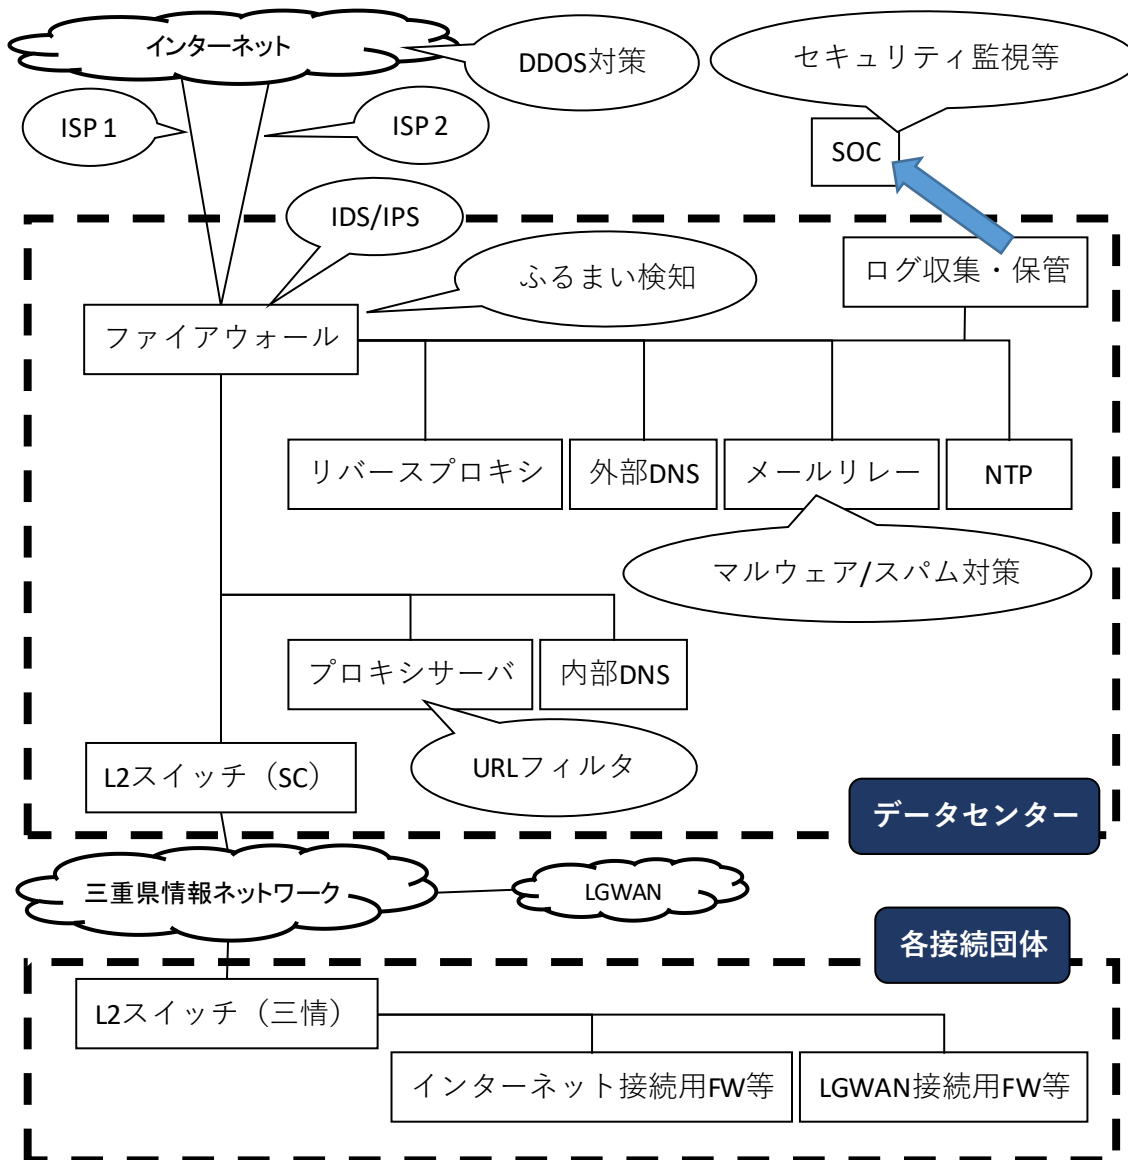 インターネット
DDOS対策
セキュリティ監視等
ISP 1
ISP 2
SOC
IDS/IPS
ふるまい検知
ログ収集・保管
ファイアウォール
リバースプロキシ
外部DNS
メールリレー
NTP
マルウェア/スパム対策
プロキシサーバ
内部DNS
URLフィルタ
L2スイッチ（SC）
データセンター
三重県情報ネットワーク
LGWAN
各接続団体
L2スイッチ（三情）
インターネット接続用FW等
LGWAN接続用FW等